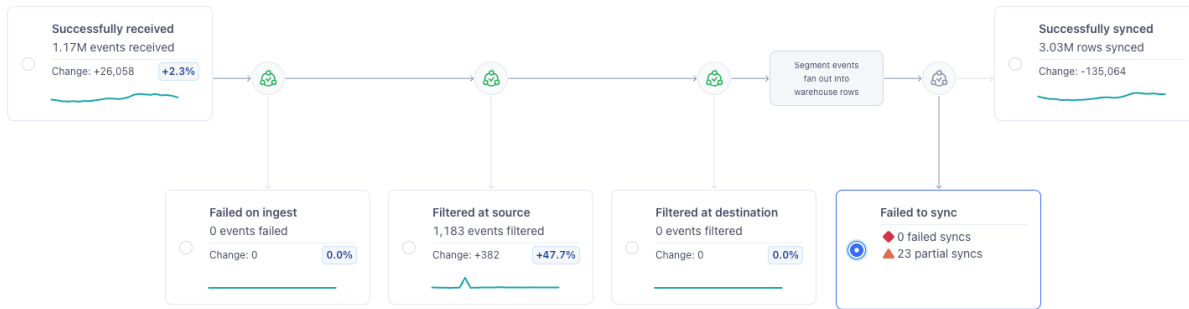 Successfully received
1.17M events received
Change: +26,058 +2.3%
Segment events
fan out into
warehouse rows
Successfully synced
3.03M rows synced
Change: -135,064
Failed on ingest
0 events failed
Change: 0 0.0%
Filtered at source
1,183 events filtered
Change: +382 +47.7%
Filtered at destination
0 events filtered
Change: 0 0.0%
Failed to sync
0 failed syncs
23 partial syncs